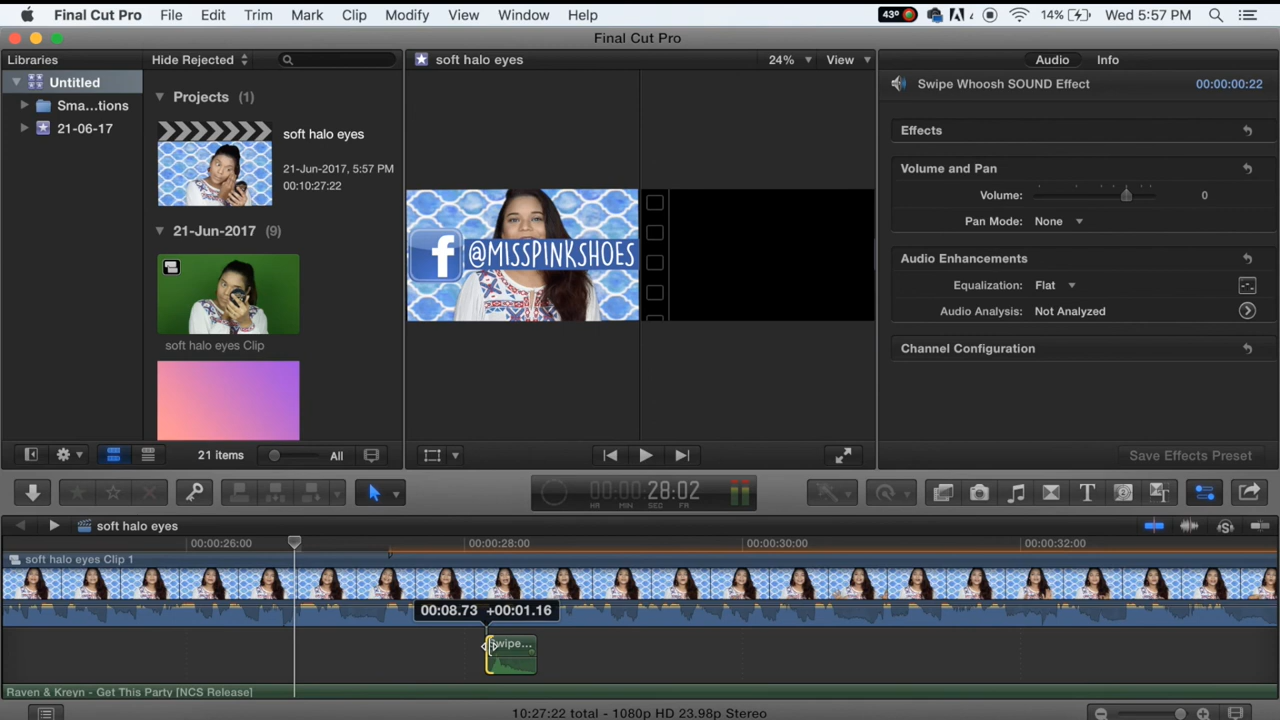 Final Cut Pro File Edit Trim Mark Clip Modify View Window Help 43° 14% Wed 5:57 PM
Final Cut Pro
Libraries Hide Rejected soft halo eyes 24% View Audio Info
Untitled
Sma...tions
21-06-17
Projects (1)
soft halo eyes
21-Jun-2017, 5:57 PM
00:10:27:22
21-Jun-2017 (9)
soft halo eyes Clip
f @MISSPINKSHOES
Swipe Whoosh SOUND Effect 00:00:00:22
Effects
Volume and Pan
Volume: 0
Pan Mode: None
Audio Enhancements
Equalization: Flat
Audio Analysis: Not Analyzed
Channel Configuration
21 items All Save Effects Preset
00:00:28:02
HR MIN SEC FR
soft halo eyes
00:00:26:00 00:00:28:00 00:00:30:00 00:00:32:00
soft halo eyes Clip 1
00:08.73 +00:01.16
Swipe...
Raven & Kreyn - Get This Party [NCS Release]
10:27:22 total - 1080p HD 23.98p Stereo